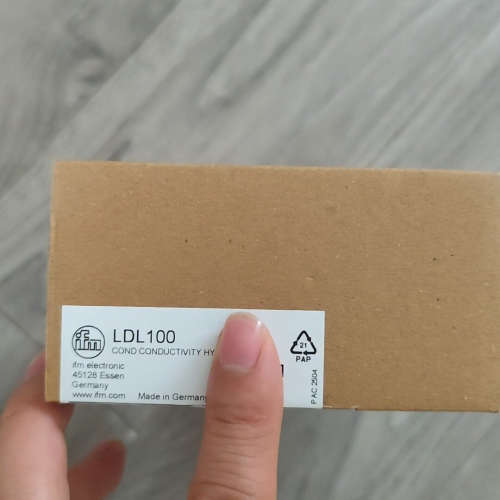 ifm
LDL100
COND CONDUCTIVITY HY
ifm electronic
45128 Essen
Germany
www.ifm.com Made in Germany
21
PAP
PAC 2504